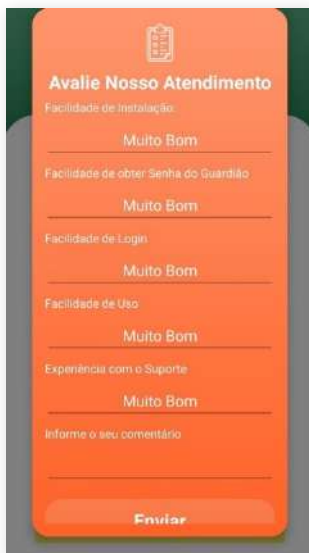 Avalie Nosso Atendimento
Facilidade de Instalação
Muito Bom
Facilidade de obter Senha do Guardião
Muito Bom
Facilidade de Login
Muito Bom
Facilidade de Uso
Muito Bom
Experiência com o Suporte
Muito Bom
Informe o seu comentário
Enviar